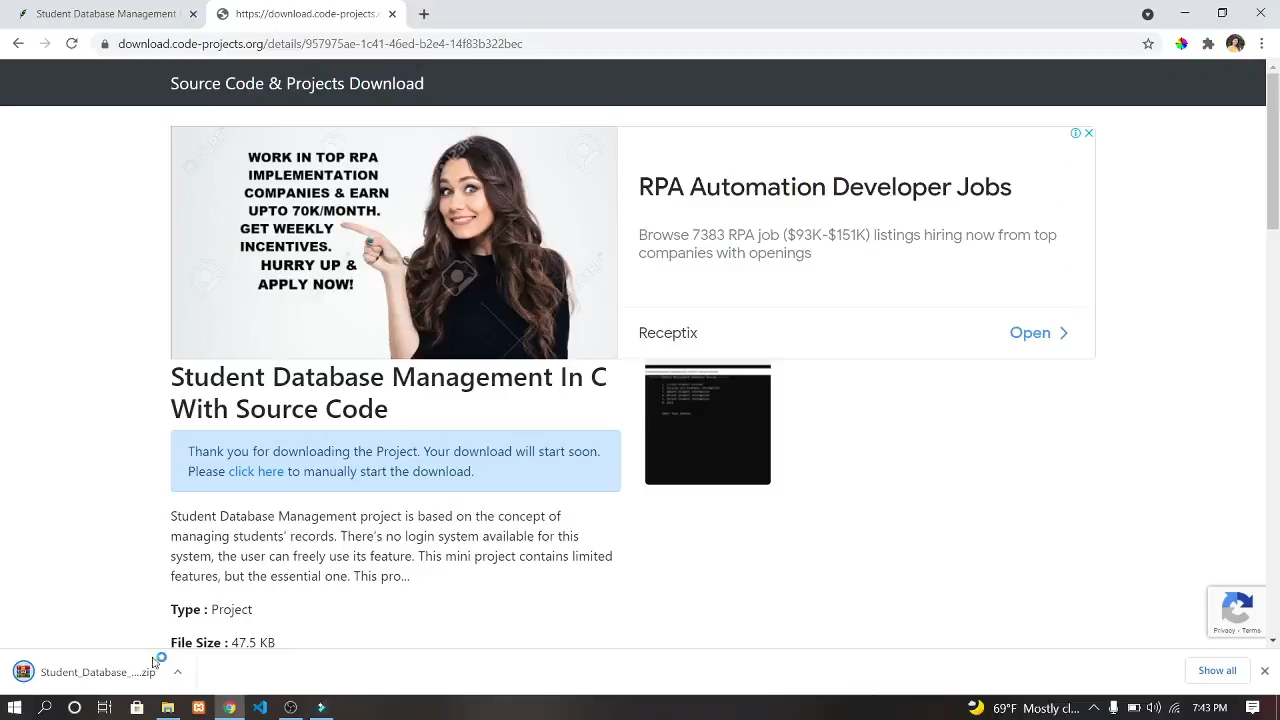 Student Database Management
https://download.code-projects.
download.code-projects.org/details/957975ae-1c41-46ed-b2e4-14f83b322bec
Source Code & Projects Download
WORK IN TOP RPA
IMPLEMENTATION
COMPANIES & EARN
UPTO 70K/MONTH.
GET WEEKLY
INCENTIVES.
HURRY UP &
APPLY NOW!
RPA Automation Developer Jobs
Browse 7383 RPA job ($93K-$151K) listings hiring now from top
companies with openings
Receptix
Open
Student Database Management In C
With Source Code
Thank you for downloading the Project. Your download will start soon.
Please click here to manually start the download.
Student Database Management project is based on the concept of
managing students’ records. There’s no login system available for this
system, the user can freely use its feature. This mini project contains limited
features, but the essential one. This pro...
Type : Project
File Size : 47.5 KB
Privacy - Terms
Student_Database_....zip
Show all
69°F Mostly cl...
7:43 PM